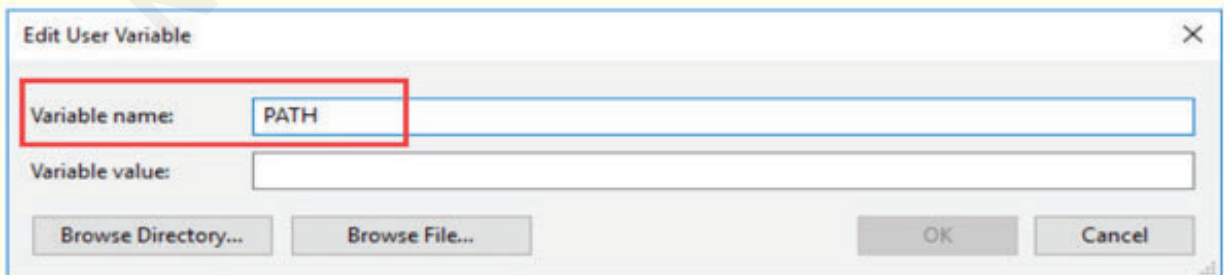 Edit User Variable
Variable name: PATH
Variable value:
Browse Directory... Browse File... OK Cancel